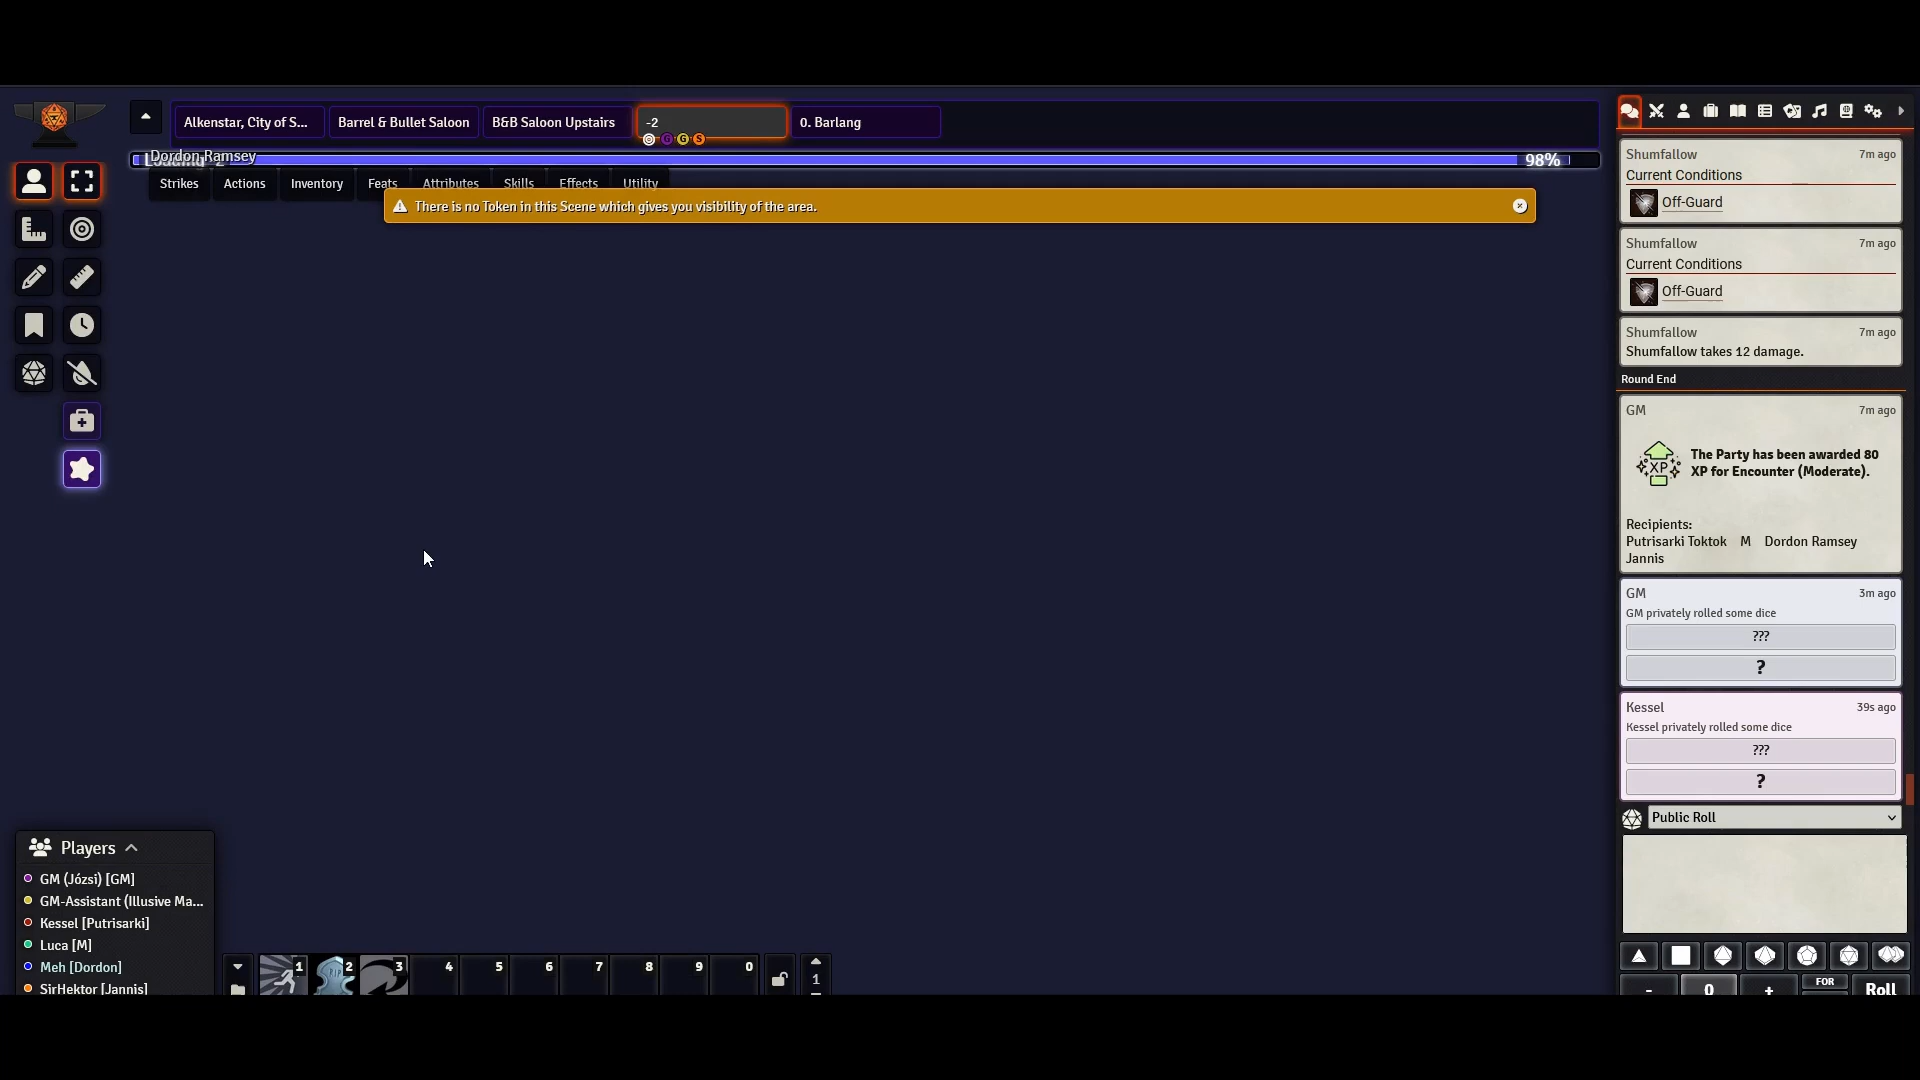 Alkenstar, City of S...
Barrel & Bullet Saloon
B&B Saloon Upstairs
-2
0. Barlang
G G S
Dordon Ramsey
98%
Strikes
Actions
Inventory
Feats
Attributes
Skills
Effects
Utility
There is no Token in this Scene which gives you visibility of the area.
Players
GM (Józsi) [GM]
GM-Assistant (Illusive Ma...
Kessel [Putrisarki]
Luca [M]
Meh [Dordon]
SirHektor [Jannis]
1 2 3 4 5 6 7 8 9 0
1
Shumfallow 7m ago
Current Conditions
Off-Guard
Shumfallow 7m ago
Current Conditions
Off-Guard
Shumfallow 7m ago
Shumfallow takes 12 damage.
Round End
GM 7m ago
XP
The Party has been awarded 80
XP for Encounter (Moderate).
Recipients:
Putrisarki Toktok M Dordon Ramsey
Jannis
GM 3m ago
GM privately rolled some dice
???
?
Kessel 39s ago
Kessel privately rolled some dice
???
?
Public Roll
- 0 + FOR Roll